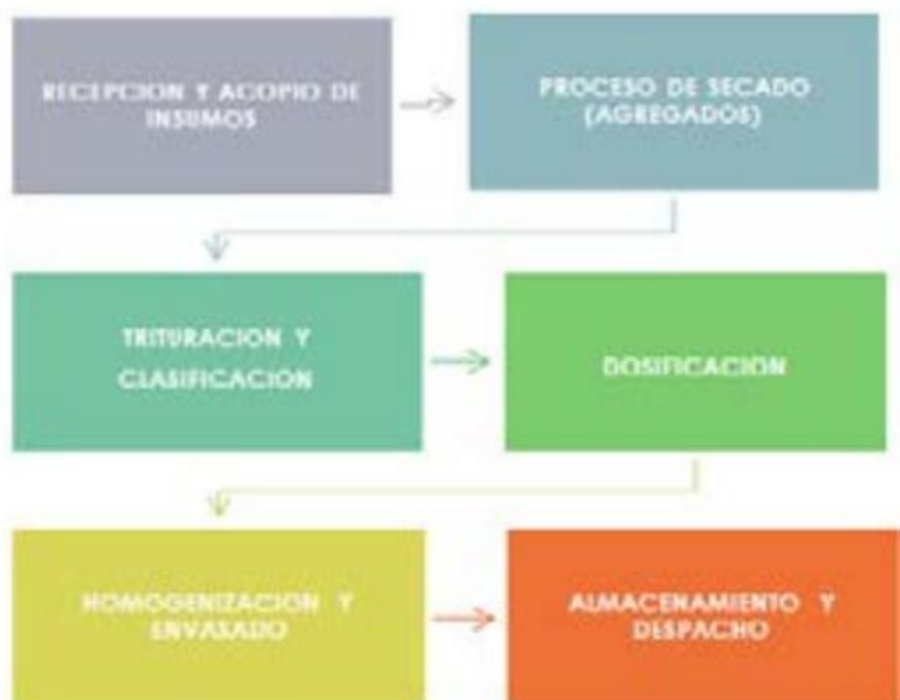 RECEPCION Y ACOPIO DE
INSUMOS
PROCESO DE SECADO
(AGREGADOS)
TRITURACION Y
CLASIFICACION
DOSIFICACION
HOMOGENIZACION Y
ENVASADO
ALMACENAMIENTO Y
DESPACHO